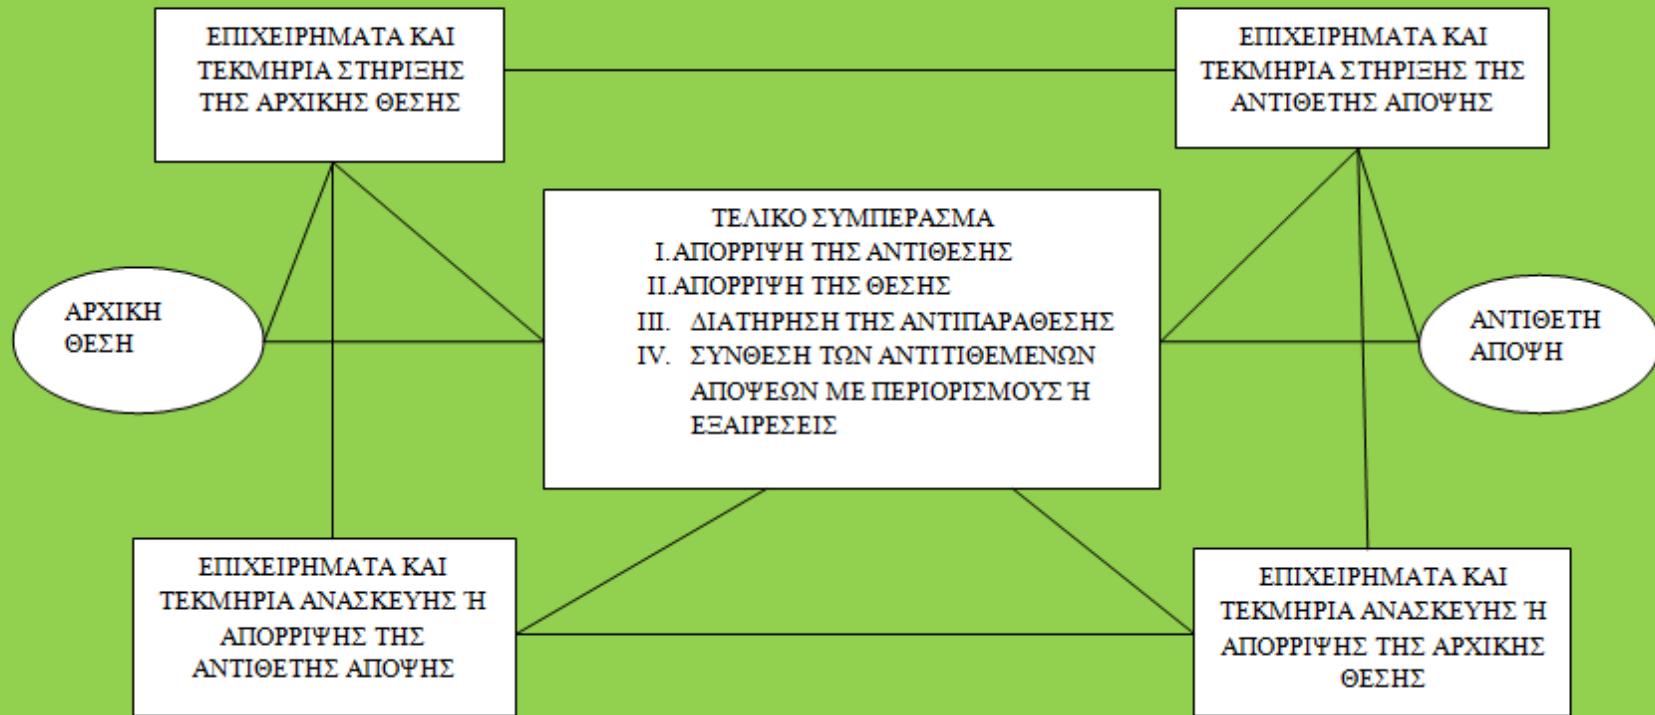 ΕΠΙΧΕΙΡΗΜΑΤΑ ΚΑΙ
ΤΕΚΜΗΡΙΑ ΣΤΗΡΙΞΗΣ
ΤΗΣ ΑΡΧΙΚΗΣ ΘΕΣΗΣ
ΕΠΙΧΕΙΡΗΜΑΤΑ ΚΑΙ
ΤΕΚΜΗΡΙΑ ΣΤΗΡΙΞΗΣ ΤΗΣ
ΑΝΤΙΘΕΤΗΣ ΑΠΟΨΗΣ
ΑΡΧΙΚΗ
ΘΕΣΗ
ΤΕΛΙΚΟ ΣΥΜΠΕΡΑΣΜΑ
I. ΑΠΟΡΡΙΨΗ ΤΗΣ ΑΝΤΙΘΕΣΗΣ
II. ΑΠΟΡΡΙΨΗ ΤΗΣ ΘΕΣΗΣ
III. ΔΙΑΤΗΡΗΣΗ ΤΗΣ ΑΝΤΙΠΑΡΑΘΕΣΗΣ
IV. ΣΥΝΘΕΣΗ ΤΩΝ ΑΝΤΙΤΙΘΕΜΕΝΩΝ
ΑΠΟΨΕΩΝ ΜΕ ΠΕΡΙΟΡΙΣΜΟΥΣ Ή
ΕΞΑΙΡΕΣΕΙΣ
ΑΝΤΙΘΕΤΗ
ΑΠΟΨΗ
ΕΠΙΧΕΙΡΗΜΑΤΑ ΚΑΙ
ΤΕΚΜΗΡΙΑ ΑΝΑΣΚΕΥΗΣ Ή
ΑΠΟΡΡΙΨΗΣ ΤΗΣ
ΑΝΤΙΘΕΤΗΣ ΑΠΟΨΗΣ
ΕΠΙΧΕΙΡΗΜΑΤΑ ΚΑΙ
ΤΕΚΜΗΡΙΑ ΑΝΑΣΚΕΥΗΣ Ή
ΑΠΟΡΡΙΨΗΣ ΤΗΣ ΑΡΧΙΚΗΣ
ΘΕΣΗΣ